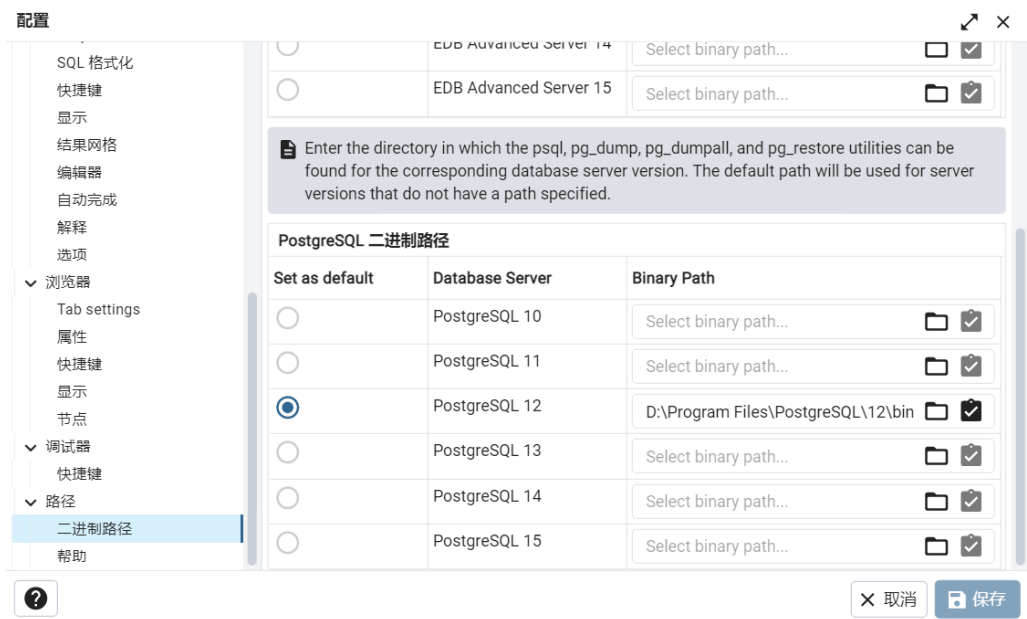 配置
SQL 格式化
快捷键
显示
结果网格
编辑器
自动完成
解释
选项
浏览器
Tab settings
属性
快捷键
显示
节点
调试器
快捷键
路径
二进制路径
帮助
EDB Advanced Server 14 Select binary path...
EDB Advanced Server 15 Select binary path...
Enter the directory in which the psql, pg_dump, pg_dumpall, and pg_restore utilities can be
found for the corresponding database server version. The default path will be used for server
versions that do not have a path specified.
PostgreSQL 二进制路径
Set as default Database Server Binary Path
PostgreSQL 10 Select binary path...
PostgreSQL 11 Select binary path...
PostgreSQL 12 D:\Program Files\PostgreSQL\12\bin
PostgreSQL 13 Select binary path...
PostgreSQL 14 Select binary path...
PostgreSQL 15 Select binary path...
取消 保存